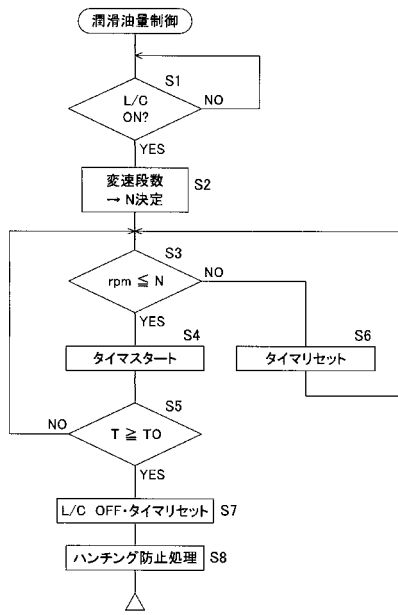 潤滑油量制御
S1
L/C
ON?
NO
YES
変速段数
→ N決定
S2
S3
rpm ≦ N
NO
YES
S4
タイマスタート
S6
タイマリセット
S5
NO
T ≧ TO
YES
L/C OFF・タイマリセット
S7
ハンチング防止処理
S8